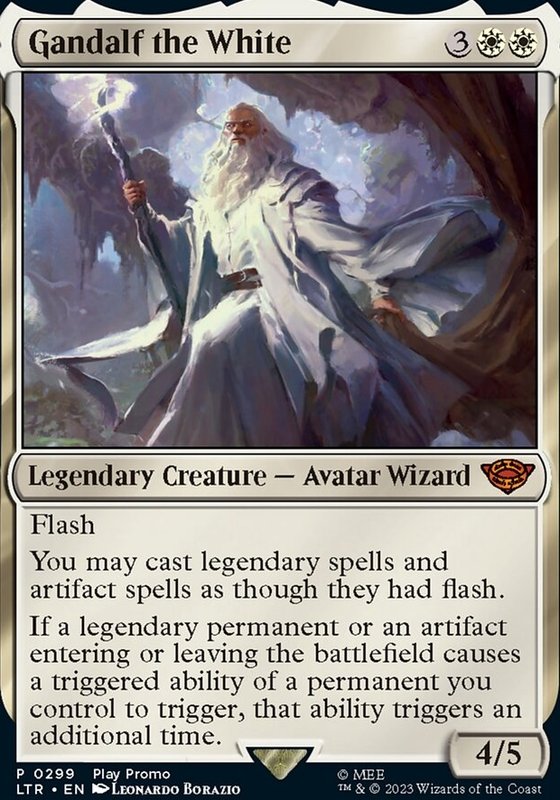 Gandalf the White 3
Legendary Creature — Avatar Wizard
Flash
You may cast legendary spells and
artifact spells as though they had flash.
If a legendary permanent or an artifact
entering or leaving the battlefield causes
a triggered ability of a permanent you
control to trigger, that ability triggers an
additional time.
4/5
P 0299 Play Promo © MEE
LTR • EN Leonardo Borazio ™ & © 2023 Wizards of the Coast